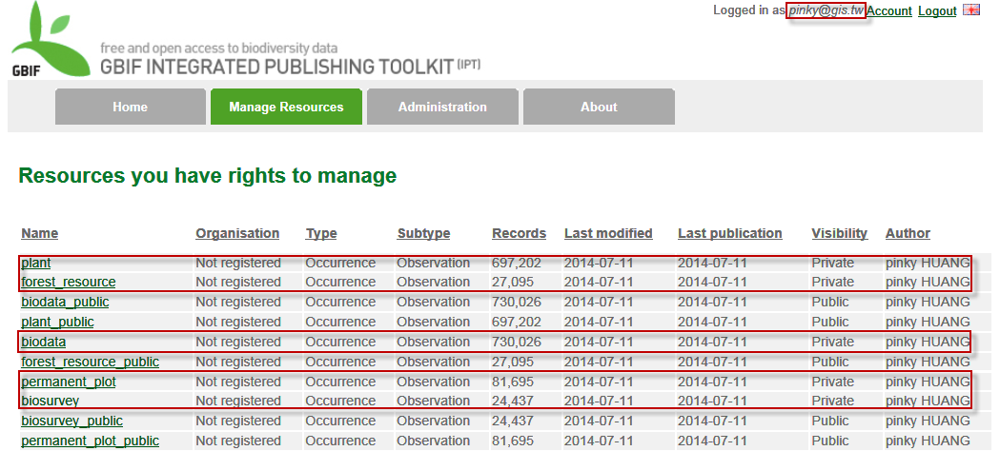 Logged in as pinky@gis.tw Account Logout
free and open access to biodiversity data
GBIF INTEGRATED PUBLISHING TOOLKIT (IPT)
GBIF
Home Manage Resources Administration About
Resources you have rights to manage
Name Organisation Type Subtype Records Last modified Last publication Visibility Author
plant Not registered Occurrence Observation 697,202 2014-07-11 2014-07-11 Private pinky HUANG
forest_resource Not registered Occurrence Observation 27,095 2014-07-11 2014-07-11 Private pinky HUANG
biodata_public Not registered Occurrence Observation 730,026 2014-07-11 2014-07-11 Public pinky HUANG
plant_public Not registered Occurrence Observation 697,202 2014-07-11 2014-07-11 Public pinky HUANG
biodata Not registered Occurrence Observation 730,026 2014-07-11 2014-07-11 Private pinky HUANG
forest_resource_public Not registered Occurrence Observation 27,095 2014-07-11 2014-07-11 Public pinky HUANG
permanent_plot Not registered Occurrence Observation 81,695 2014-07-11 2014-07-11 Private pinky HUANG
biosurvey Not registered Occurrence Observation 24,437 2014-07-11 2014-07-11 Private pinky HUANG
biosurvey_public Not registered Occurrence Observation 24,437 2014-07-11 2014-07-11 Public pinky HUANG
permanent_plot_public Not registered Occurrence Observation 81,695 2014-07-11 2014-07-11 Public pinky HUANG